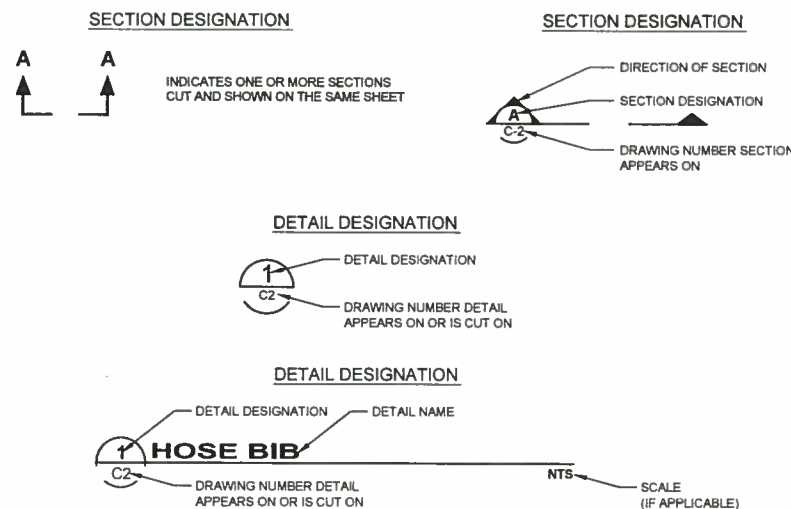 SECTION DESIGNATION
A A
INDICATES ONE OR MORE SECTIONS
CUT AND SHOWN ON THE SAME SHEET
SECTION DESIGNATION
DIRECTION OF SECTION
A
SECTION DESIGNATION
C-2
DRAWING NUMBER SECTION
APPEARS ON
DETAIL DESIGNATION
1
DETAIL DESIGNATION
C2
DRAWING NUMBER DETAIL
APPEARS ON OR IS CUT ON
DETAIL DESIGNATION
DETAIL DESIGNATION
DETAIL NAME
1 HOSE BIB
C2
NTS
DRAWING NUMBER DETAIL
APPEARS ON OR IS CUT ON
SCALE
(IF APPLICABLE)